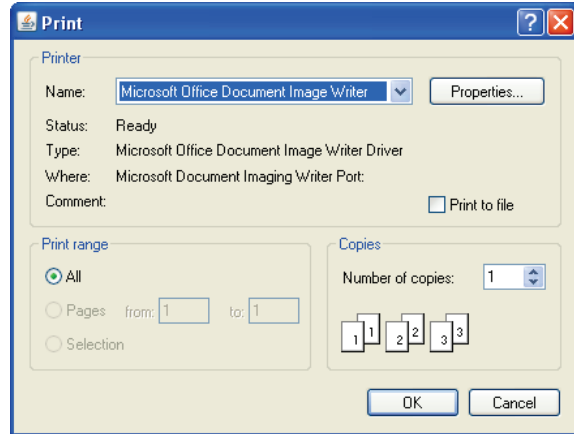 Print
Printer
Name: Microsoft Office Document Image Writer Properties...
Status: Ready
Type: Microsoft Office Document Image Writer Driver
Where: Microsoft Document Imaging Writer Port:
Comment: Print to file
Print range
All
Pages from: 1 to: 1
Selection
Copies
Number of copies: 1
1 1 2 2 3 3
OK Cancel